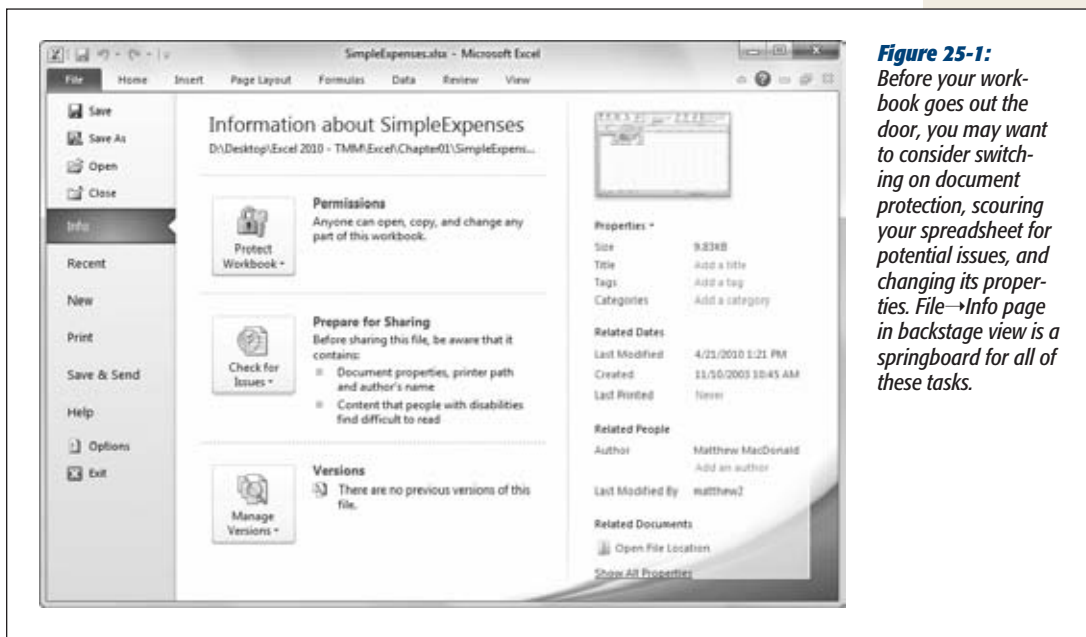 SimpleExpenses.xlsx - Microsoft Excel
File Home Insert Page Layout Formulas Data Review View
Save
Save As
Open
Close
Info
Recent
New
Print
Save & Send
Help
Options
Exit
Information about SimpleExpenses
D:\Desktop\Excel 2010 - TMM\Excel\Chapter01\SimpleExpens...
Protect
Workbook
Permissions
Anyone can open, copy, and change any
part of this workbook.
Check for
Issues
Prepare for Sharing
Before sharing this file, be aware that it
contains:
Document properties, printer path
and author's name
Content that people with disabilities
find difficult to read
Manage
Versions
Versions
There are no previous versions of this
file.
Properties
Size 9.83kB
Title Add a title
Tags Add a tag
Categories Add a category
Related Dates
Last Modified 4/21/2010 1:21 PM
Created 11/10/2003 10:45 AM
Last Printed Never
Related People
Author Matthew MacDonald
Add an author
Last Modified By matthew2
Related Documents
Open File Location
Show All Properties
Figure 25-1:
Before your work-
book goes out the
door, you may want
to consider switch-
ing on document
protection, scouring
your spreadsheet for
potential issues, and
changing its proper-
ties. File→Info page
in backstage view is a
springboard for all of
these tasks.